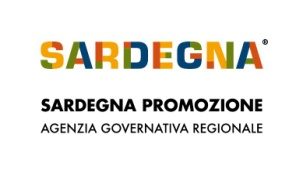 SARDEGNA®
SARDEGNA PROMOZIONE
AGENZIA GOVERNATIVA REGIONALE